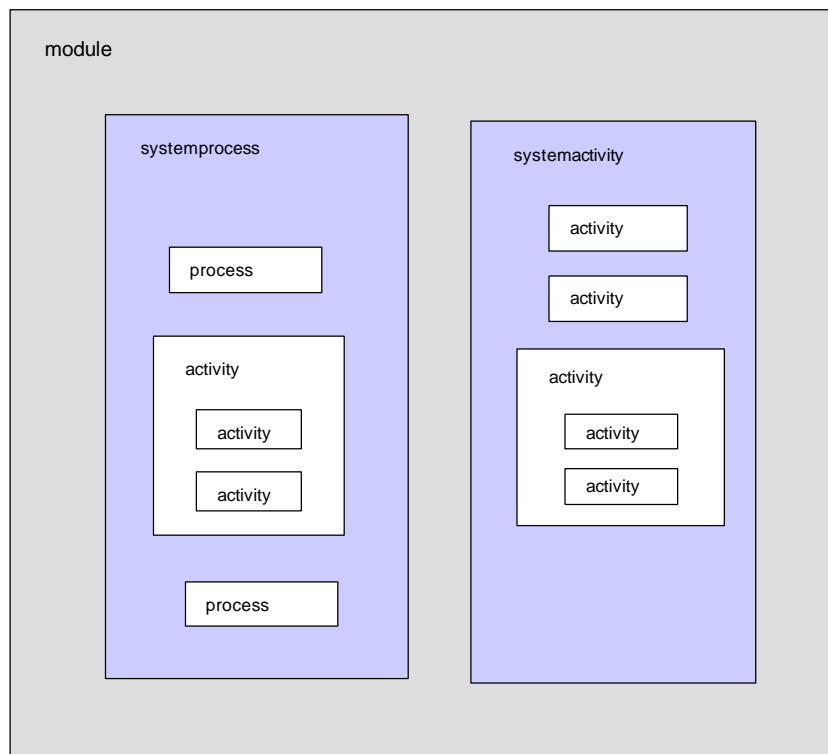 module
systemprocess
process
activity
activity
activity
process
systemactivity
activity
activity
activity
activity
activity